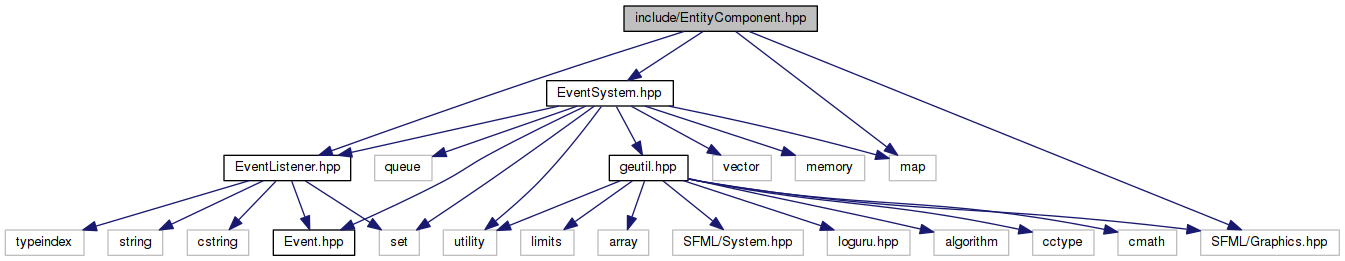 include/EntityComponent.hpp
EventSystem.hpp
EventListener.hpp
queue
geutil.hpp
vector
memory
map
typeindex
string
cstring
Event.hpp
set
utility
limits
array
SFML/System.hpp
loguru.hpp
algorithm
cctype
cmath
SFML/Graphics.hpp